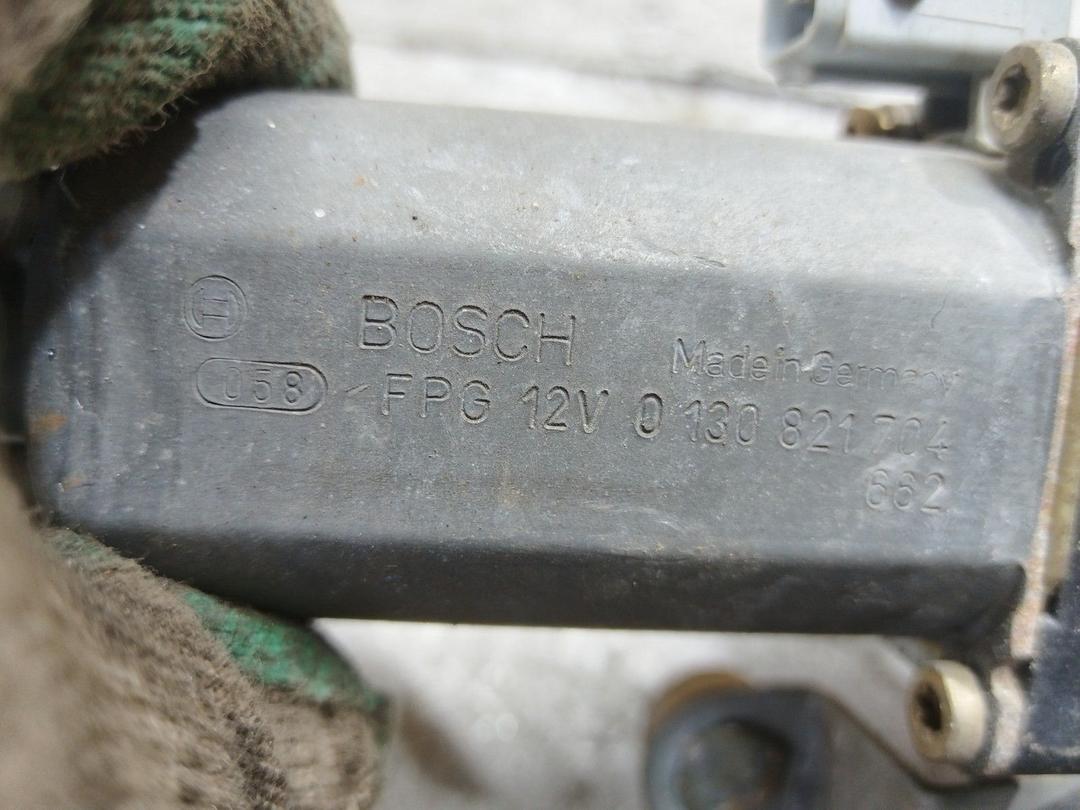 BOSCH
Made in Germany
058 FPG 12V 0 130 821 704
662